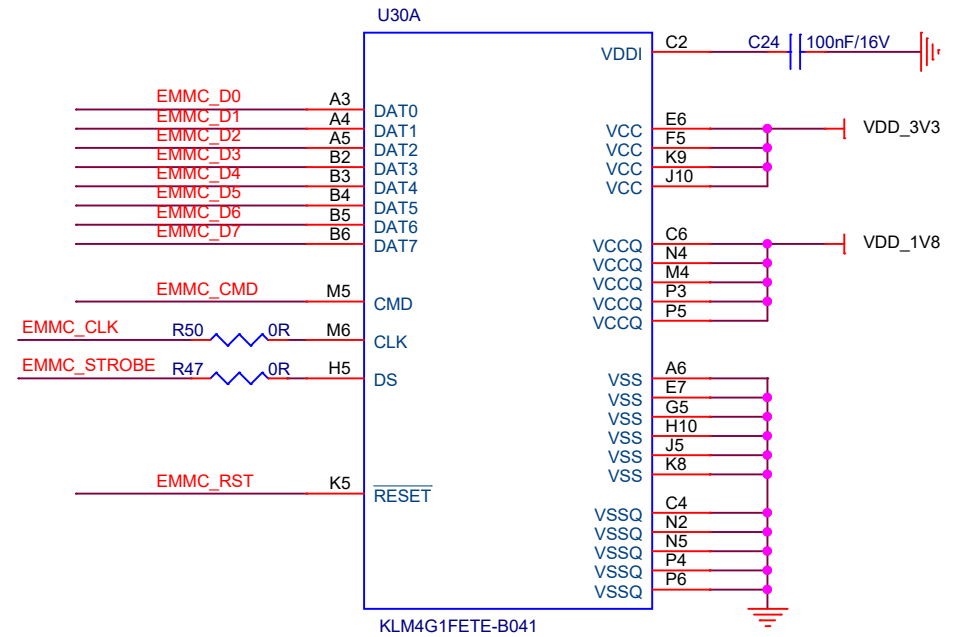 U30A
C2
VDDI
C24
100nF/16V
EMMC_D0
A3
DAT0
EMMC_D1
A4
DAT1
EMMC_D2
A5
DAT2
EMMC_D3
B2
DAT3
EMMC_D4
B3
DAT4
EMMC_D5
B4
DAT5
EMMC_D6
B5
DAT6
EMMC_D7
B6
DAT7
EMMC_CMD
M5
CMD
EMMC_CLK
R50
0R
M6
CLK
EMMC_STROBE
R47
0R
H5
DS
EMMC_RST
K5
RESET
E6
VCC
VDD_3V3
F5
VCC
K9
VCC
J10
VCC
C6
VCCQ
VDD_1V8
N4
VCCQ
M4
VCCQ
P3
VCCQ
P5
VCCQ
A6
VSS
E7
VSS
G5
VSS
H10
VSS
J5
VSS
K8
VSS
C4
VSSQ
N2
VSSQ
N5
VSSQ
P4
VSSQ
P6
VSSQ
KLM4G1FETE-B041